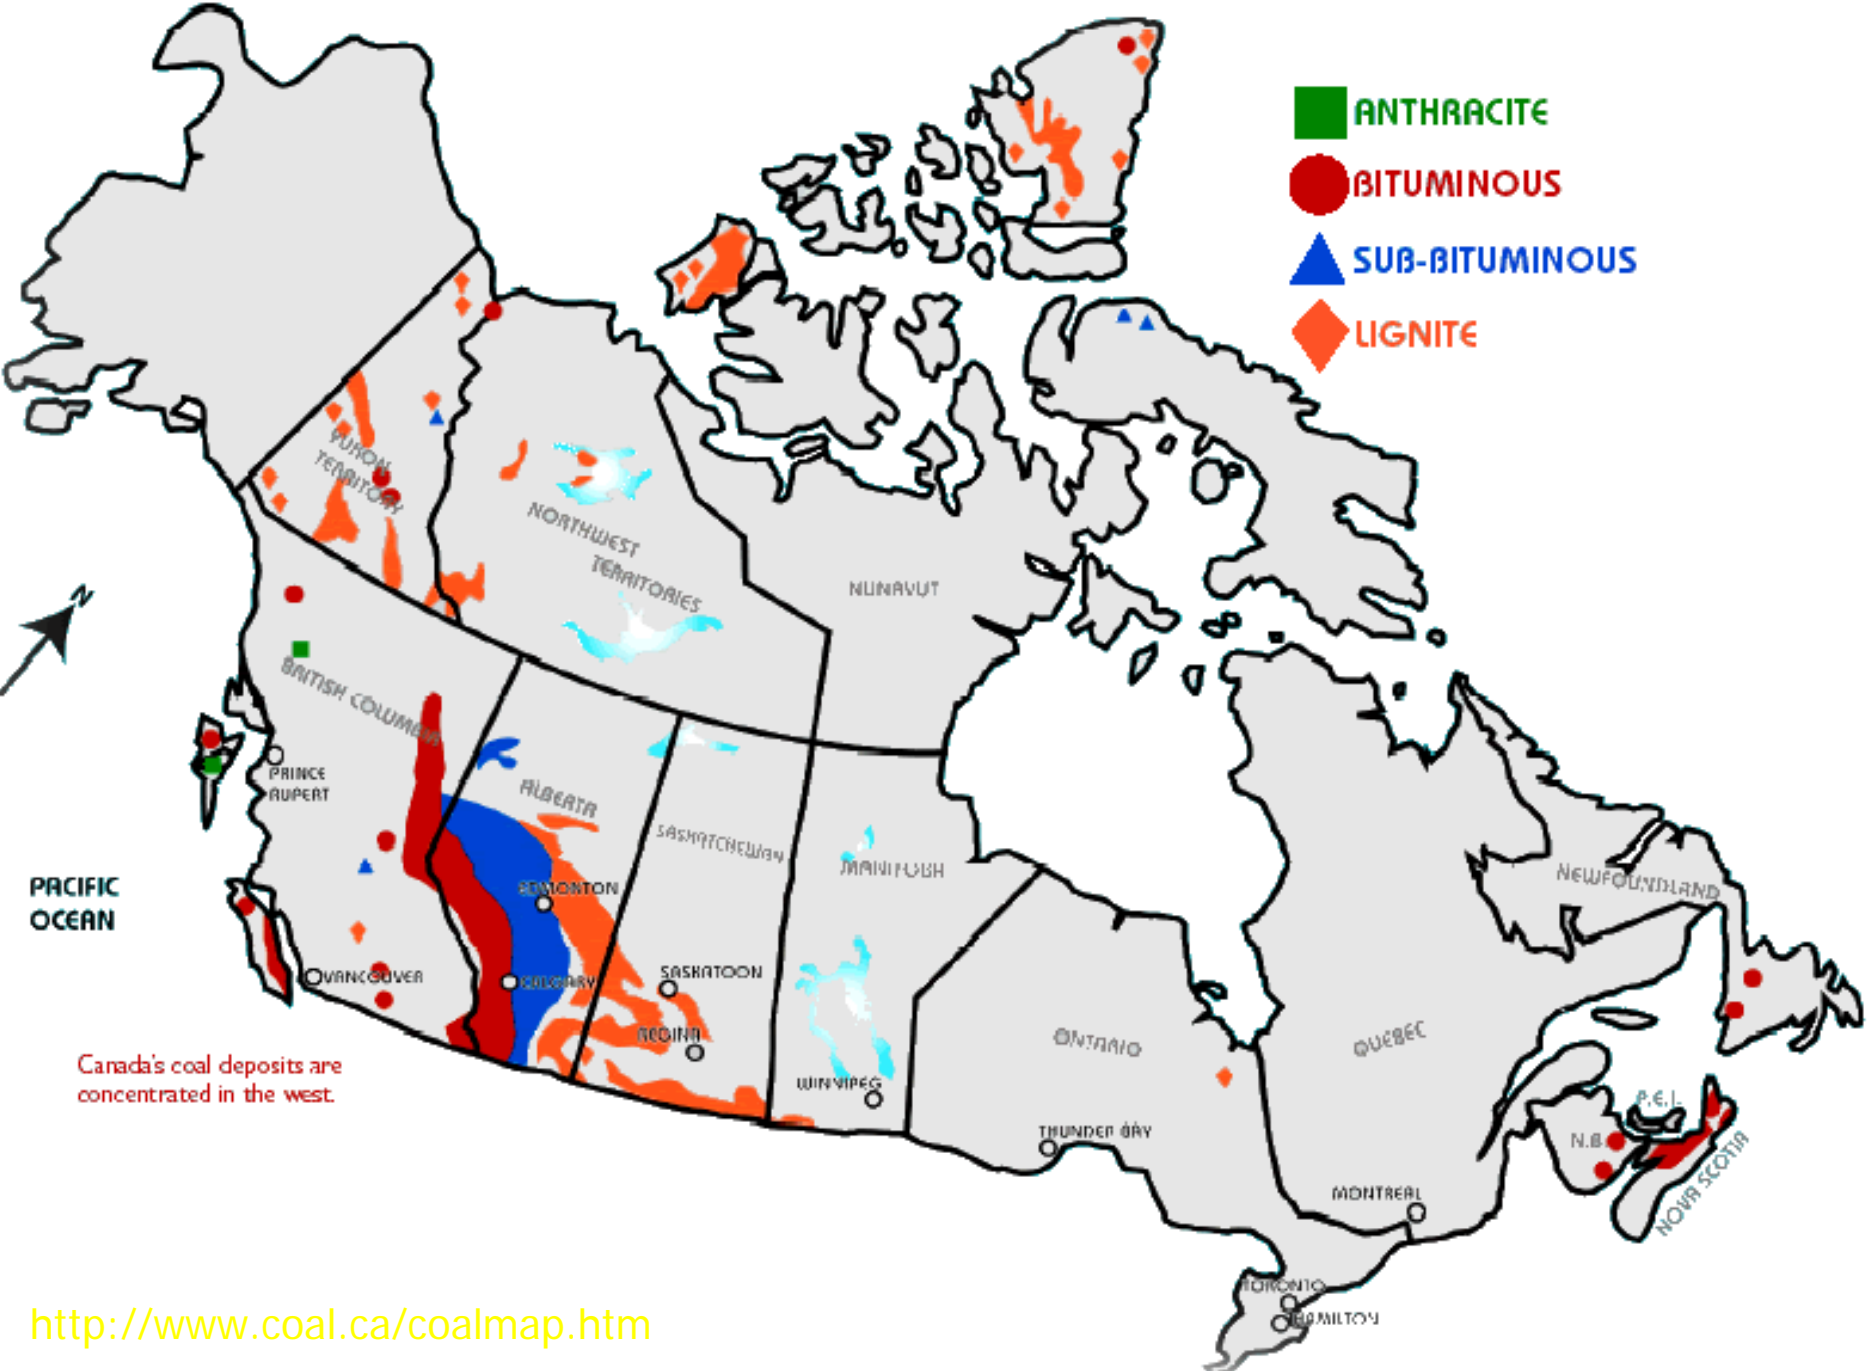 ANTHRACITE
BITUMINOUS
SUB-BITUMINOUS
LIGNITE
YUKON
TERRITORY
NORTHWEST
TERRITORIES
NUNAVUT
N
BRITISH COLUMBIA
PRINCE
RUPERT
ALBERTA
SASKATCHEWAN
MANITOBA
NEWFOUNDLAND
PACIFIC
OCEAN
EDMONTON
VANCOUVER
CALGARY
SASKATOON
REGINA
ONTARIO
QUEBEC
Canada's coal deposits are
concentrated in the west.
WINNIPEG
P.E.I.
N.B.
NOVA SCOTIA
THUNDER BAY
MONTREAL
TORONTO
HAMILTON
http://www.coal.ca/coalmap.htm